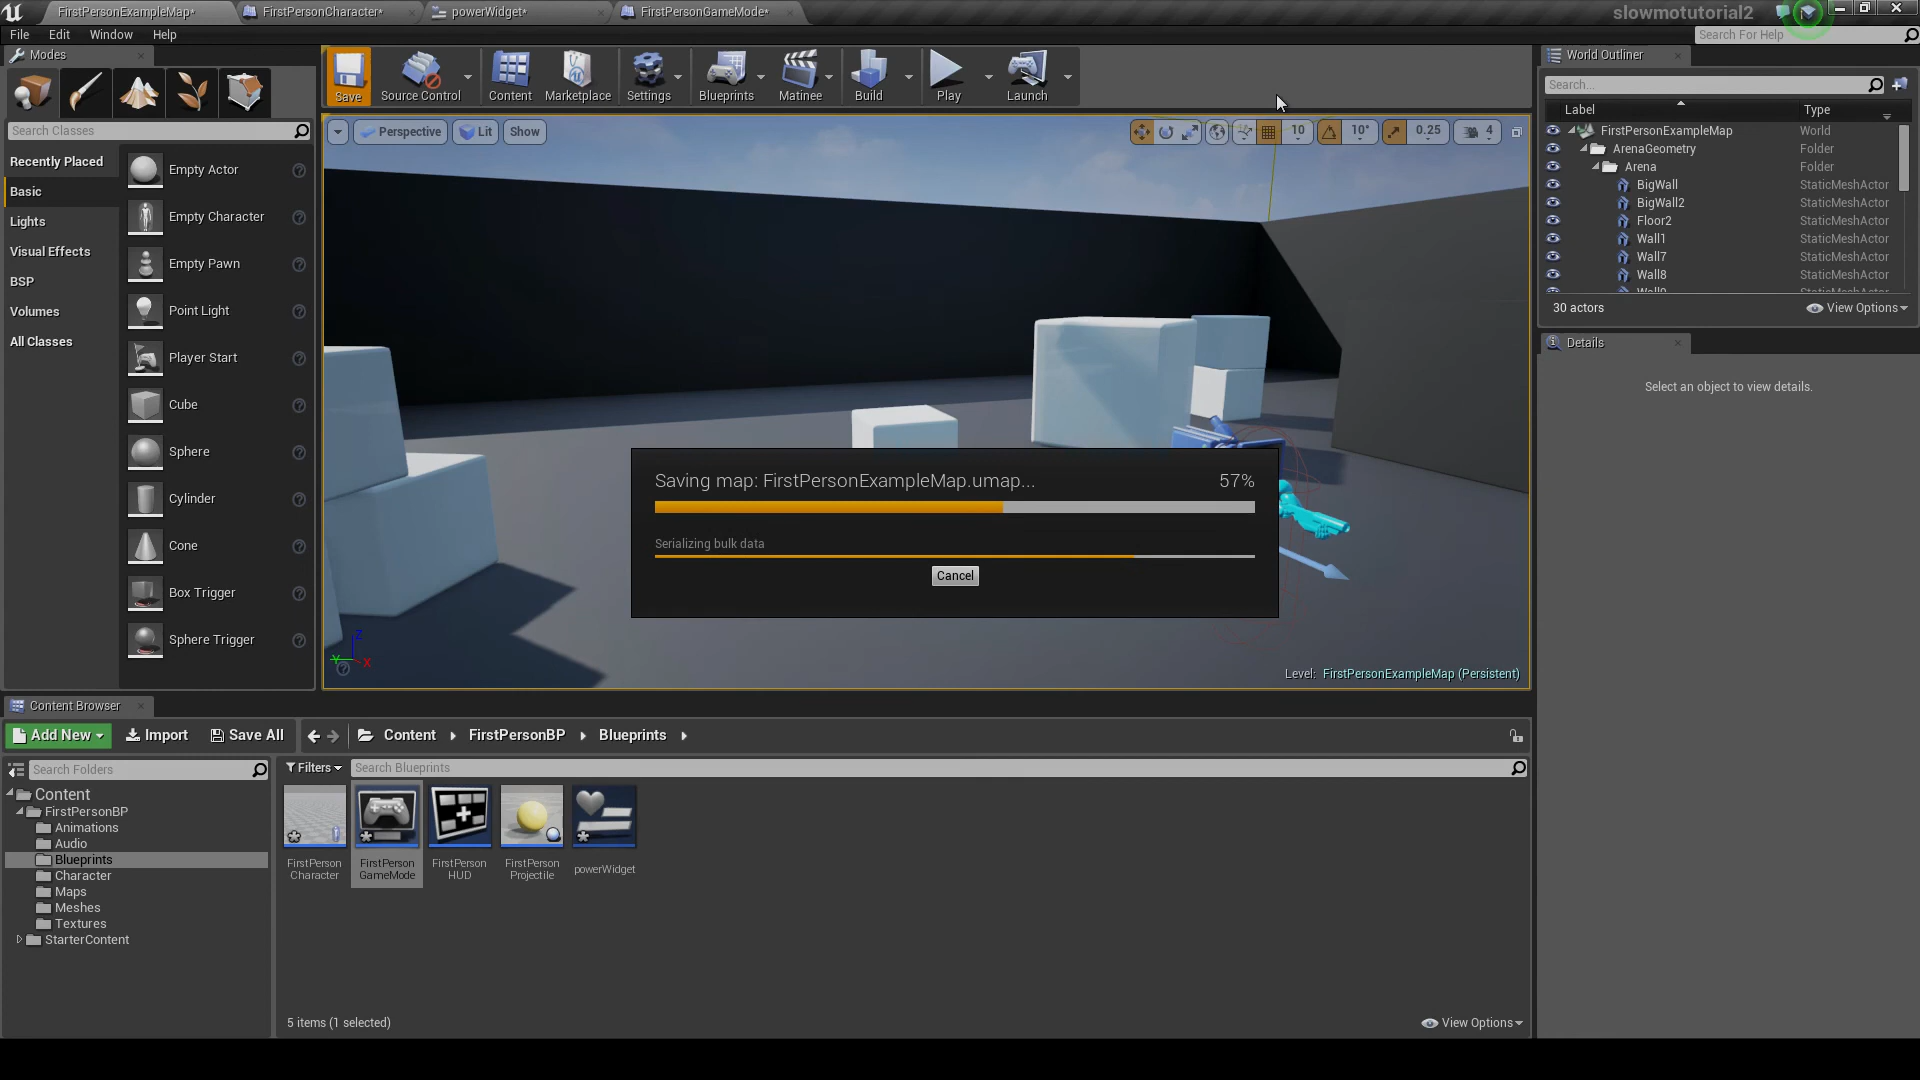 FirstPersonExampleMap*
FirstPersonCharacter*
powerWidget*
FirstPersonGameMode*
slowmotutorial2
File Edit Window Help
Search For Help
Modes
Save
Source Control
Content
Marketplace
Settings
Blueprints
Matinee
Build
Play
Launch
World Outliner
Search...
Label Type
Search Classes
Recently Placed
Basic
Lights
Visual Effects
BSP
Volumes
All Classes
Empty Actor
Empty Character
Empty Pawn
Point Light
Player Start
Cube
Sphere
Cylinder
Cone
Box Trigger
Sphere Trigger
Perspective
Lit
Show
10
10°
0.25
4
FirstPersonExampleMap World
ArenaGeometry Folder
Arena Folder
BigWall StaticMeshActor
BigWall2 StaticMeshActor
Floor2 StaticMeshActor
Wall1 StaticMeshActor
Wall7 StaticMeshActor
Wall8 StaticMeshActor
30 actors
View Options
Details
Select an object to view details.
Saving map: FirstPersonExampleMap.umap... 57%
Serializing bulk data
Cancel
Z
Y
X
Level: FirstPersonExampleMap (Persistent)
Content Browser
Add New
Import
Save All
Content
FirstPersonBP
Blueprints
Search Folders
Filters
Search Blueprints
Content
FirstPersonBP
Animations
Audio
Blueprints
Character
Maps
Meshes
Textures
StarterContent
FirstPerson
Character
FirstPerson
GameMode
FirstPerson
HUD
FirstPerson
Projectile
powerWidget
5 items (1 selected)
View Options